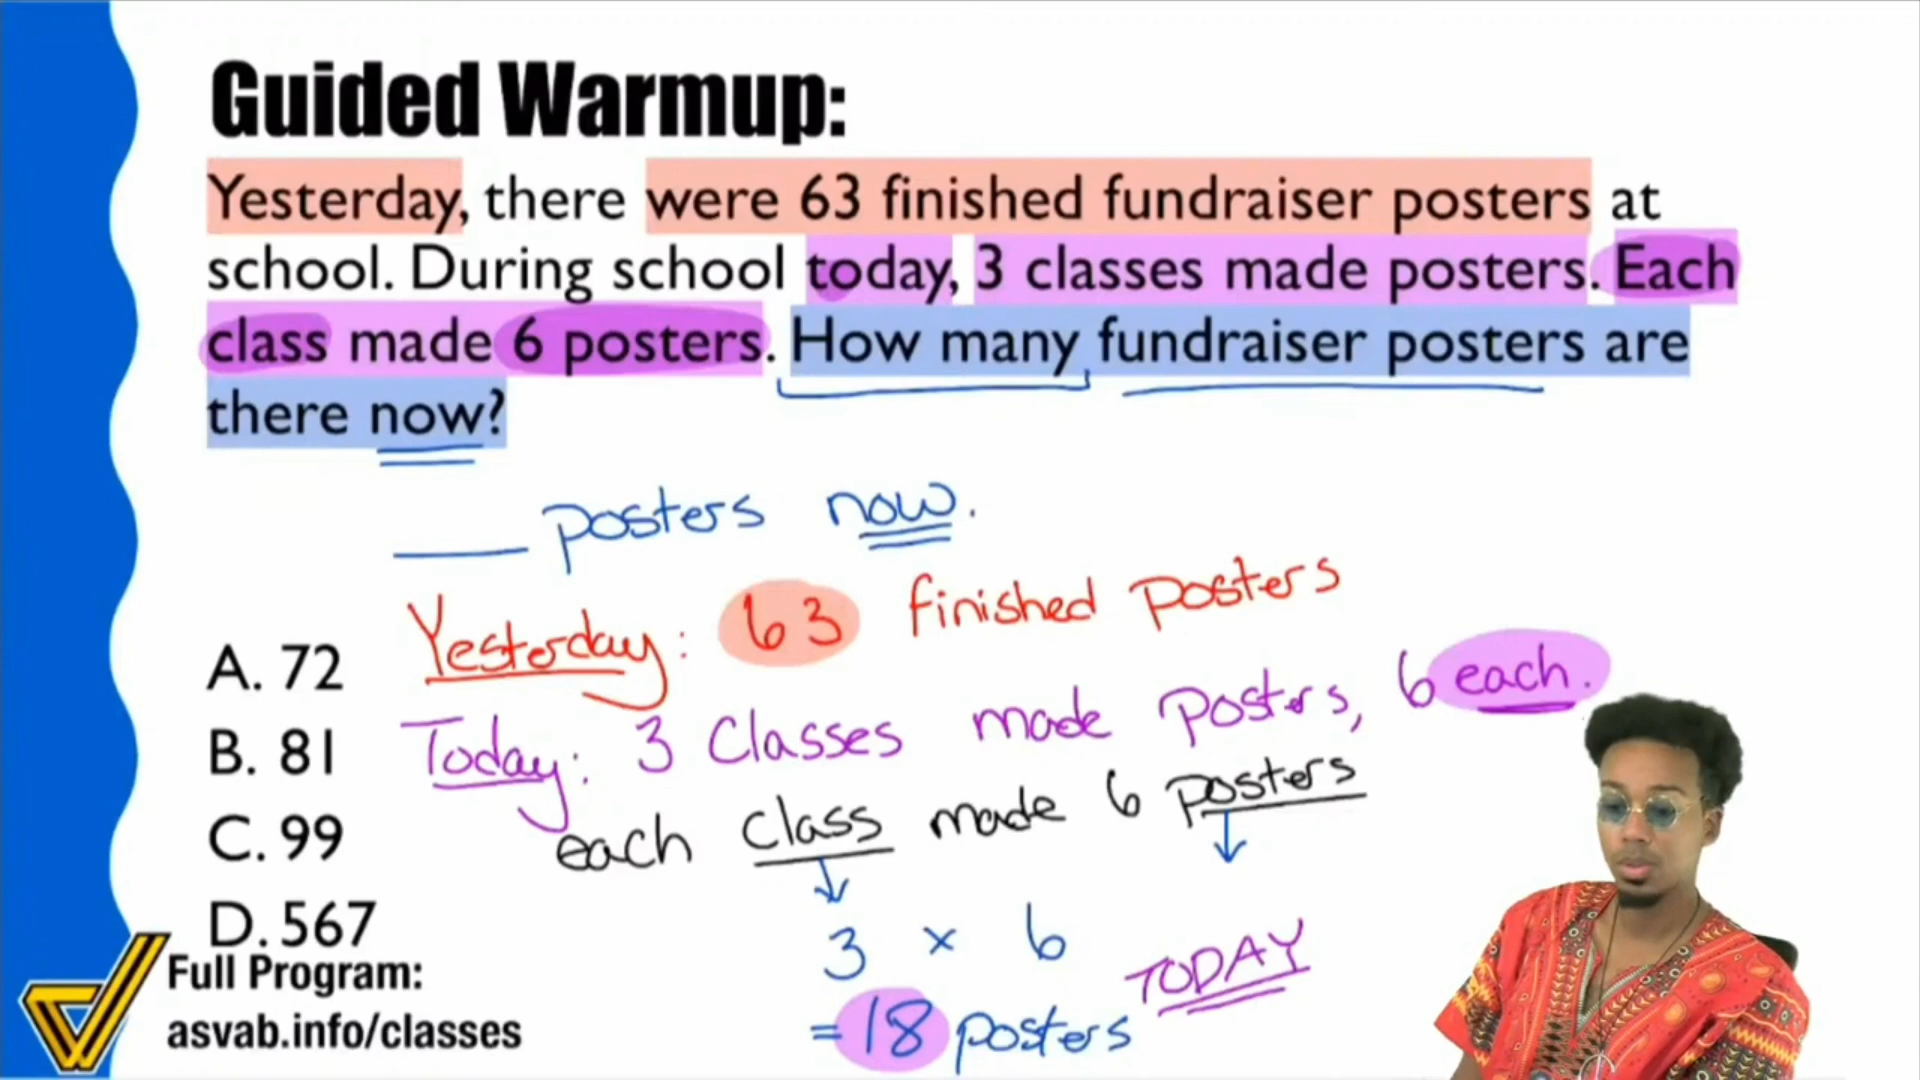 Guided Warmup:
Yesterday, there were 63 finished fundraiser posters at
school. During school today, 3 classes made posters. Each
class made 6 posters. How many fundraiser posters are
there now?
posters now.
Yesterday: 63 finished posters
Today: 3 Classes made posters, 6 each.
each class made 6 posters
3 × 6
= 18 posters TODAY
A. 72
B. 81
C. 99
D. 567
Full Program:
asvab.info/classes